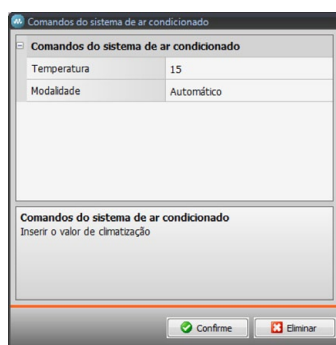 Comandos do sistema de ar condicionado
Comandos do sistema de ar condicionado
Temperatura 15
Modalidade Automático
Comandos do sistema de ar condicionado
Inserir o valor de climatização
Confirme Eliminar